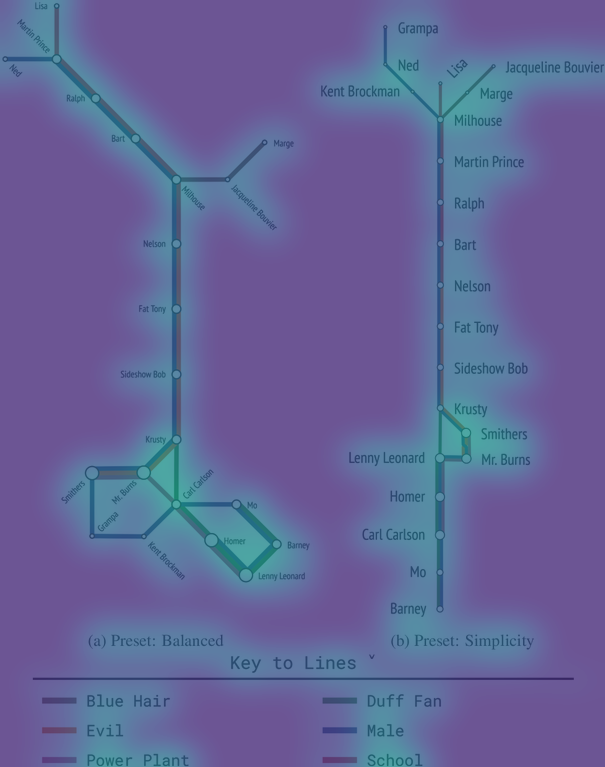 Lisa
Martin Prince
Ned
Ralph
Bart
Milhouse
Marge
Jacqueline Bouvier
Nelson
Fat Tony
Sideshow Bob
Krusty
Smithers
Mr. Burns
Carl Carlson
Mo
Grampa
Kent Brockman
Homer
Barney
Lenny Leonard
(a) Preset: Balanced
Grampa
Ned
Lisa
Jacqueline Bouvier
Kent Brockman
Marge
Milhouse
Martin Prince
Ralph
Bart
Nelson
Fat Tony
Sideshow Bob
Krusty
Smithers
Lenny Leonard
Mr. Burns
Homer
Carl Carlson
Mo
Barney
(b) Preset: Simplicity
Key to Lines
Blue Hair
Duff Fan
Evil
Male
Power Plant
School